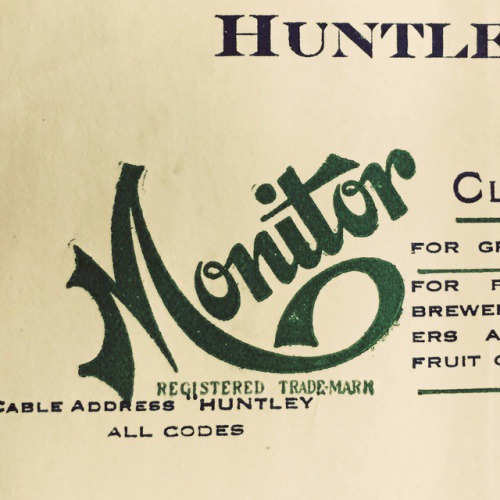 HUNTLE
Monitor
REGISTERED TRADE-MARK
CABLE ADDRESS "HUNTLEY
ALL CODES
CL
FOR GR
FOR F
BREWE
ERS A
FRUIT